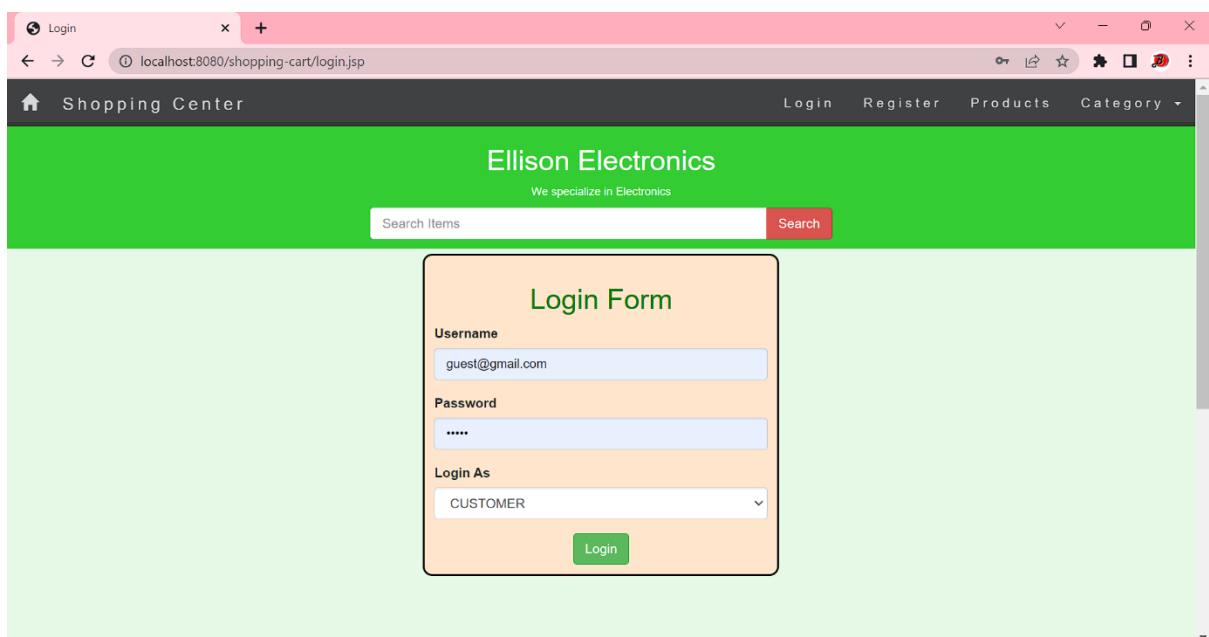 Login
localhost:8080/shopping-cart/login.jsp
Shopping Center Login Register Products Category
Ellison Electronics
We specialize in Electronics
Search Items Search
Login Form
Username
guest@gmail.com
Password
•••••
Login As
CUSTOMER
Login